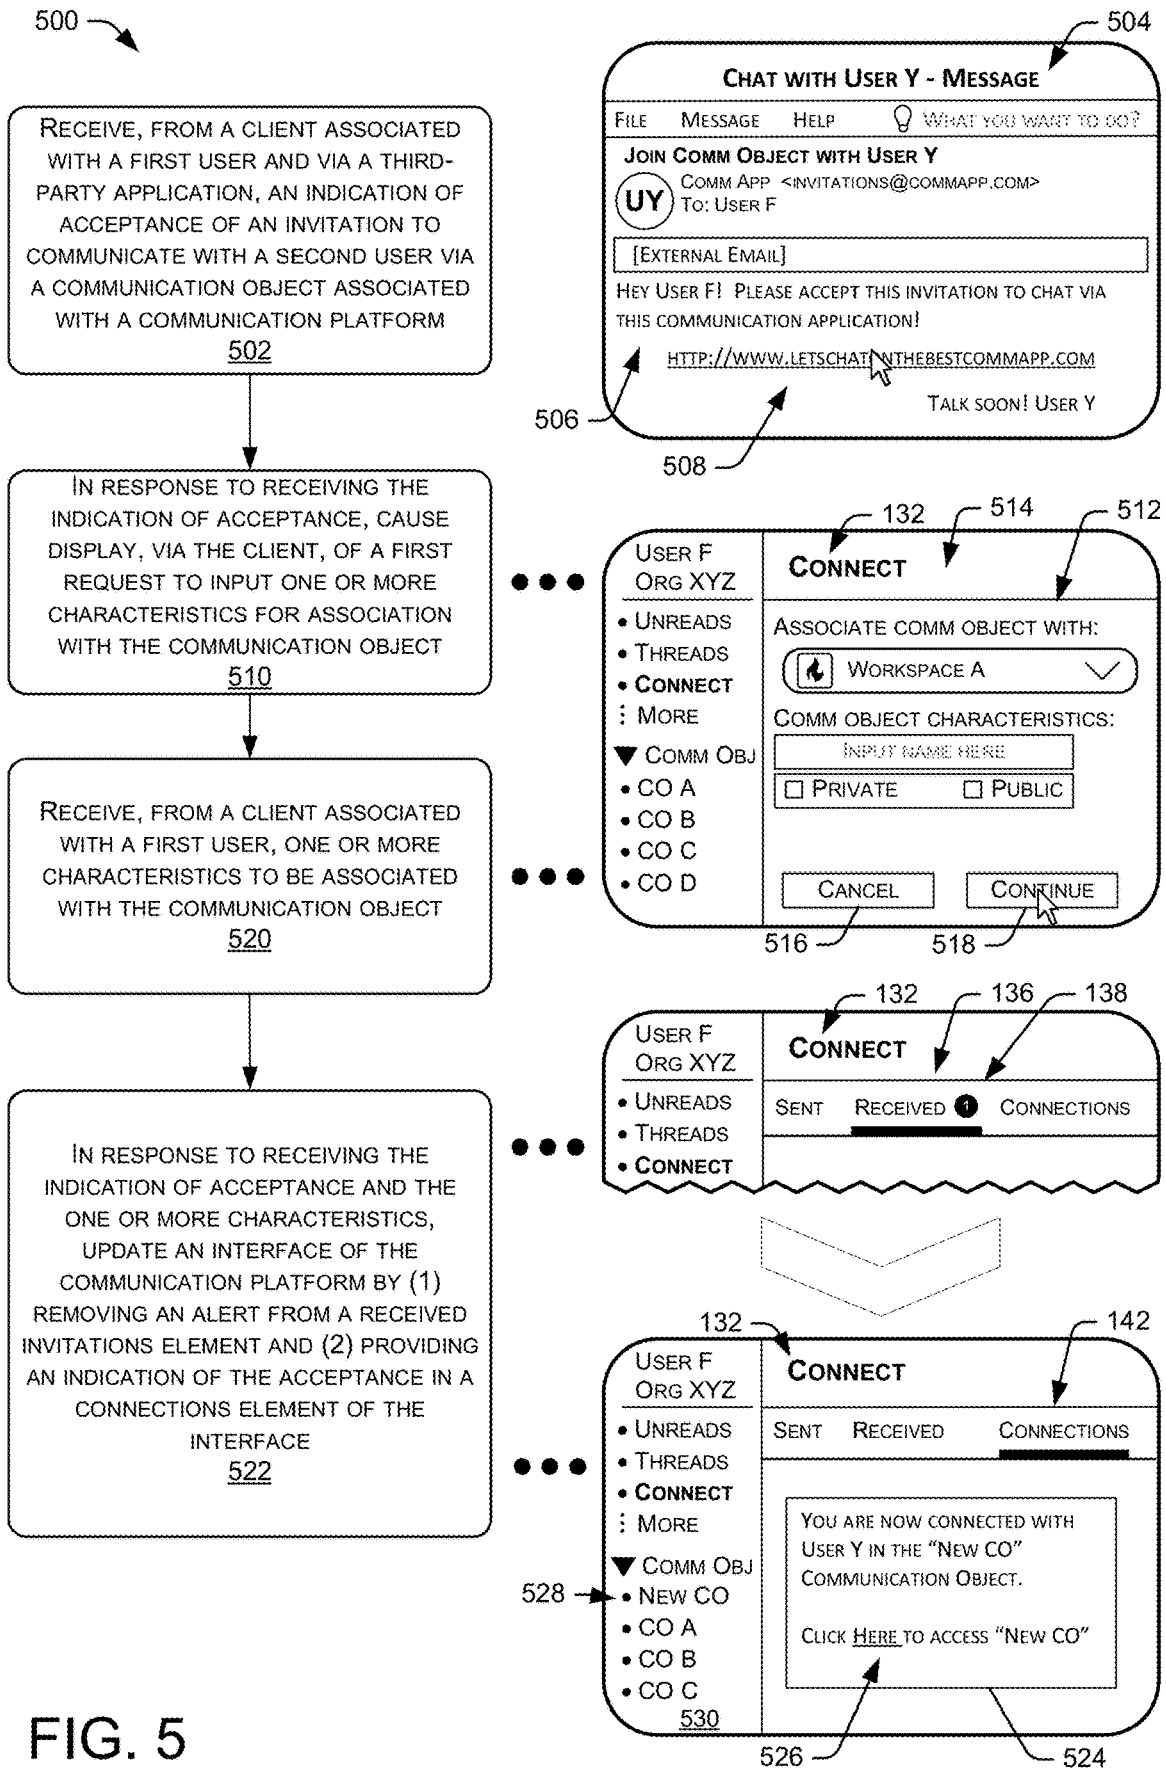 500
RECEIVE, FROM A CLIENT ASSOCIATED
WITH A FIRST USER AND VIA A THIRD-
PARTY APPLICATION, AN INDICATION OF
ACCEPTANCE OF AN INVITATION TO
COMMUNICATE WITH A SECOND USER VIA
A COMMUNICATION OBJECT ASSOCIATED
WITH A COMMUNICATION PLATFORM
502
504
CHAT WITH USER Y - MESSAGE
FILE MESSAGE HELP WHAT YOU WANT TO DO?
JOIN COMM OBJECT WITH USER Y
UY
COMM APP <INVITATIONS@COMMAPP.COM>
TO: USER F
[EXTERNAL EMAIL]
HEY USER F! PLEASE ACCEPT THIS INVITATION TO CHAT VIA
THIS COMMUNICATION APPLICATION!
HTTP://WWW.LETSCHATONTHEBESTCOMMAPP.COM
TALK SOON! USER Y
506
508
IN RESPONSE TO RECEIVING THE
INDICATION OF ACCEPTANCE, CAUSE
DISPLAY, VIA THE CLIENT, OF A FIRST
REQUEST TO INPUT ONE OR MORE
CHARACTERISTICS FOR ASSOCIATION
WITH THE COMMUNICATION OBJECT
510
132
514
512
USER F
ORG XYZ
• UNREADS
• THREADS
• CONNECT
⋮ MORE
▼ COMM OBJ
• CO A
• CO B
• CO C
• CO D
CONNECT
ASSOCIATE COMM OBJECT WITH:
WORKSPACE A
COMM OBJECT CHARACTERISTICS:
INPUT NAME HERE
PRIVATE PUBLIC
CANCEL CONTINUE
516
518
RECEIVE, FROM A CLIENT ASSOCIATED
WITH A FIRST USER, ONE OR MORE
CHARACTERISTICS TO BE ASSOCIATED
WITH THE COMMUNICATION OBJECT
520
132
136
138
USER F
ORG XYZ
• UNREADS
• THREADS
• CONNECT
CONNECT
SENT RECEIVED 1 CONNECTIONS
IN RESPONSE TO RECEIVING THE
INDICATION OF ACCEPTANCE AND THE
ONE OR MORE CHARACTERISTICS,
UPDATE AN INTERFACE OF THE
COMMUNICATION PLATFORM BY (1)
REMOVING AN ALERT FROM A RECEIVED
INVITATIONS ELEMENT AND (2) PROVIDING
AN INDICATION OF THE ACCEPTANCE IN A
CONNECTIONS ELEMENT OF THE
INTERFACE
522
132
142
USER F
ORG XYZ
• UNREADS
• THREADS
• CONNECT
⋮ MORE
▼ COMM OBJ
528
• NEW CO
• CO A
• CO B
• CO C
530
CONNECT
SENT RECEIVED CONNECTIONS
YOU ARE NOW CONNECTED WITH
USER Y IN THE "NEW CO"
COMMUNICATION OBJECT.
CLICK HERE TO ACCESS "NEW CO"
526
524
FIG. 5